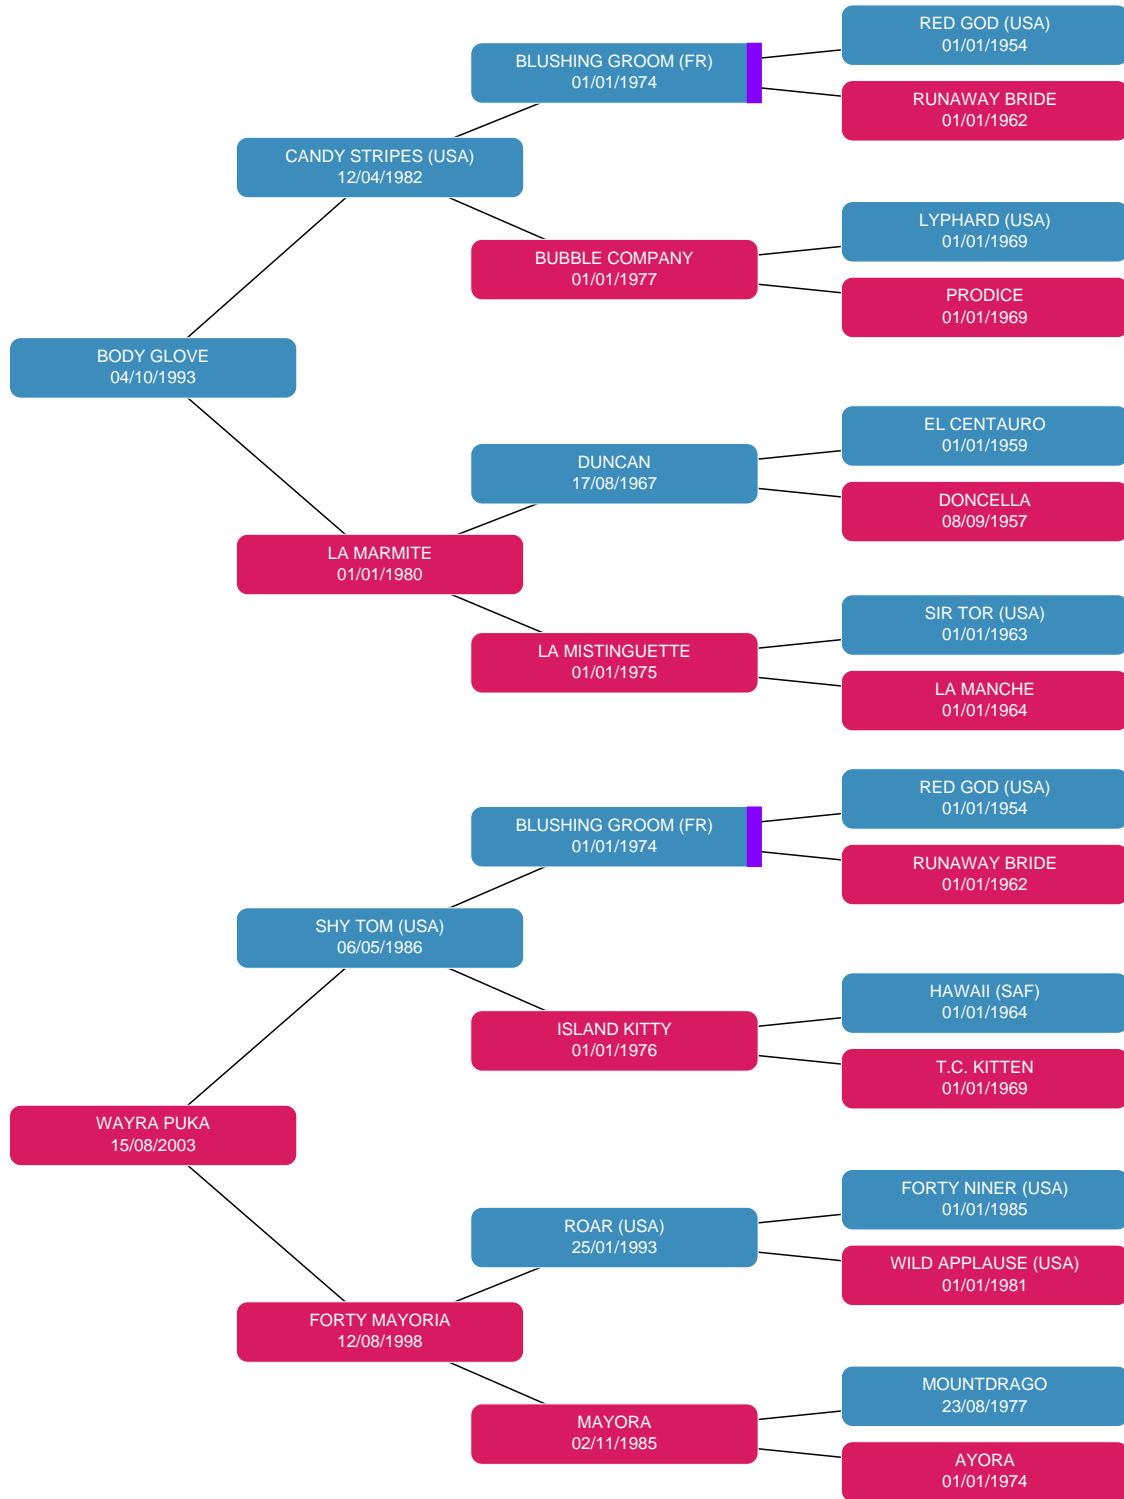 RED GOD (USA)
01/01/1954
BLUSHING GROOM (FR)
01/01/1974
RUNAWAY BRIDE
01/01/1962
CANDY STRIPES (USA)
12/04/1982
LYPHARD (USA)
01/01/1969
BUBBLE COMPANY
01/01/1977
PRODICE
01/01/1969
BODY GLOVE
04/10/1993
EL CENTAURO
01/01/1959
DUNCAN
17/08/1967
DONCELLA
08/09/1957
LA MARMITE
01/01/1980
SIR TOR (USA)
01/01/1963
LA MISTINGUETTE
01/01/1975
LA MANCHE
01/01/1964
RED GOD (USA)
01/01/1954
BLUSHING GROOM (FR)
01/01/1974
RUNAWAY BRIDE
01/01/1962
SHY TOM (USA)
06/05/1986
HAWAII (SAF)
01/01/1964
ISLAND KITTY
01/01/1976
T.C. KITTEN
01/01/1969
WAYRA PUKA
15/08/2003
FORTY NINER (USA)
01/01/1985
ROAR (USA)
25/01/1993
WILD APPLAUSE (USA)
01/01/1981
FORTY MAYORIA
12/08/1998
MOUNTDRAGO
23/08/1977
MAYORA
02/11/1985
AYORA
01/01/1974